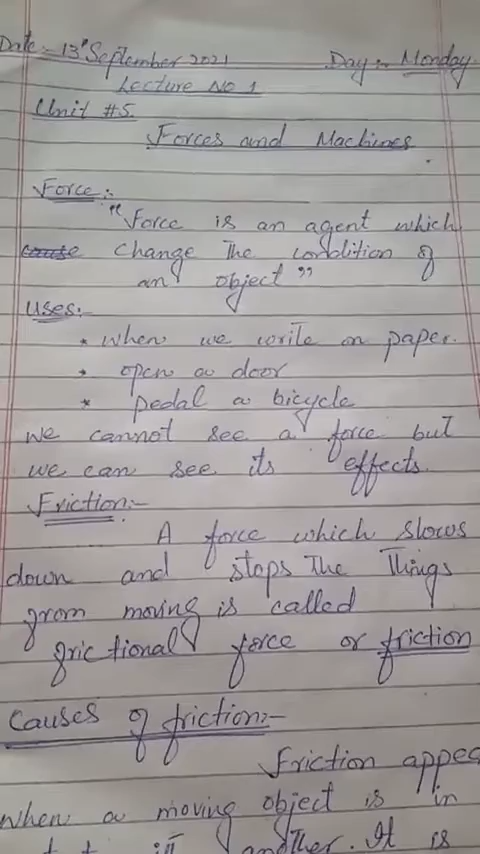 Date:- 13th September 2021 Day:- Monday
Lecture No 1
Unit #5.
Forces and Machines
Force:-
"Force is an agent which
cause change the condition of
an object"
Uses:-
* when we write on paper.
* open a door
* pedal a bicycle
we cannot see a force but
we can see its effects.
Friction:-
A force which slows
down and stops the things
from moving is called
frictional force or friction
Causes of friction:-
Friction appea
when a moving object is in
another. It is